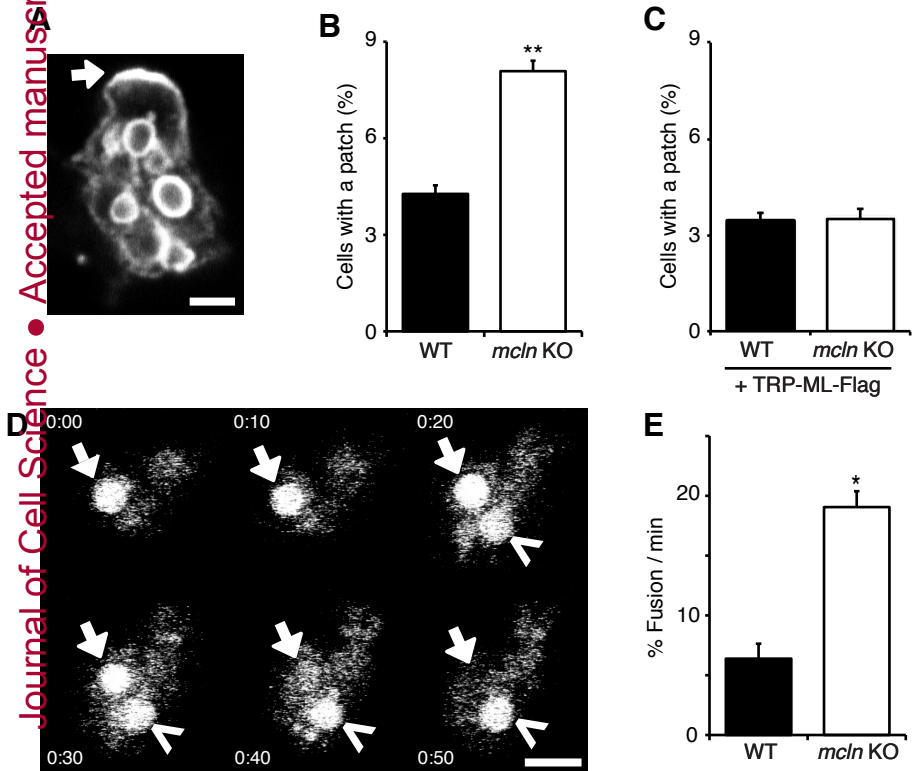 Journal of Cell Science ● Accepted manusc
A
B
9
6
3
0
Cells with a patch (%)
**
WT
mcln KO
C
9
6
3
0
Cells with a patch (%)
WT
mcln KO
+ TRP-ML-Flag
D
0:00
0:10
0:20
0:30
0:40
0:50
E
20
10
0
% Fusion / min
*
WT
mcln KO